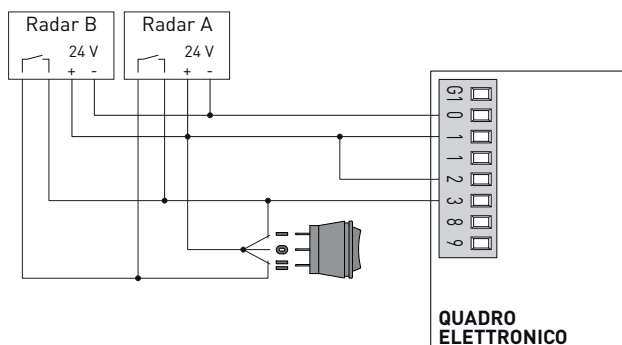 Radar B
Radar A
24 V
24 V
+ -
+ -
G1
0
1
1
2
3
8
9
I
0
II
QUADRO
ELETTRONICO